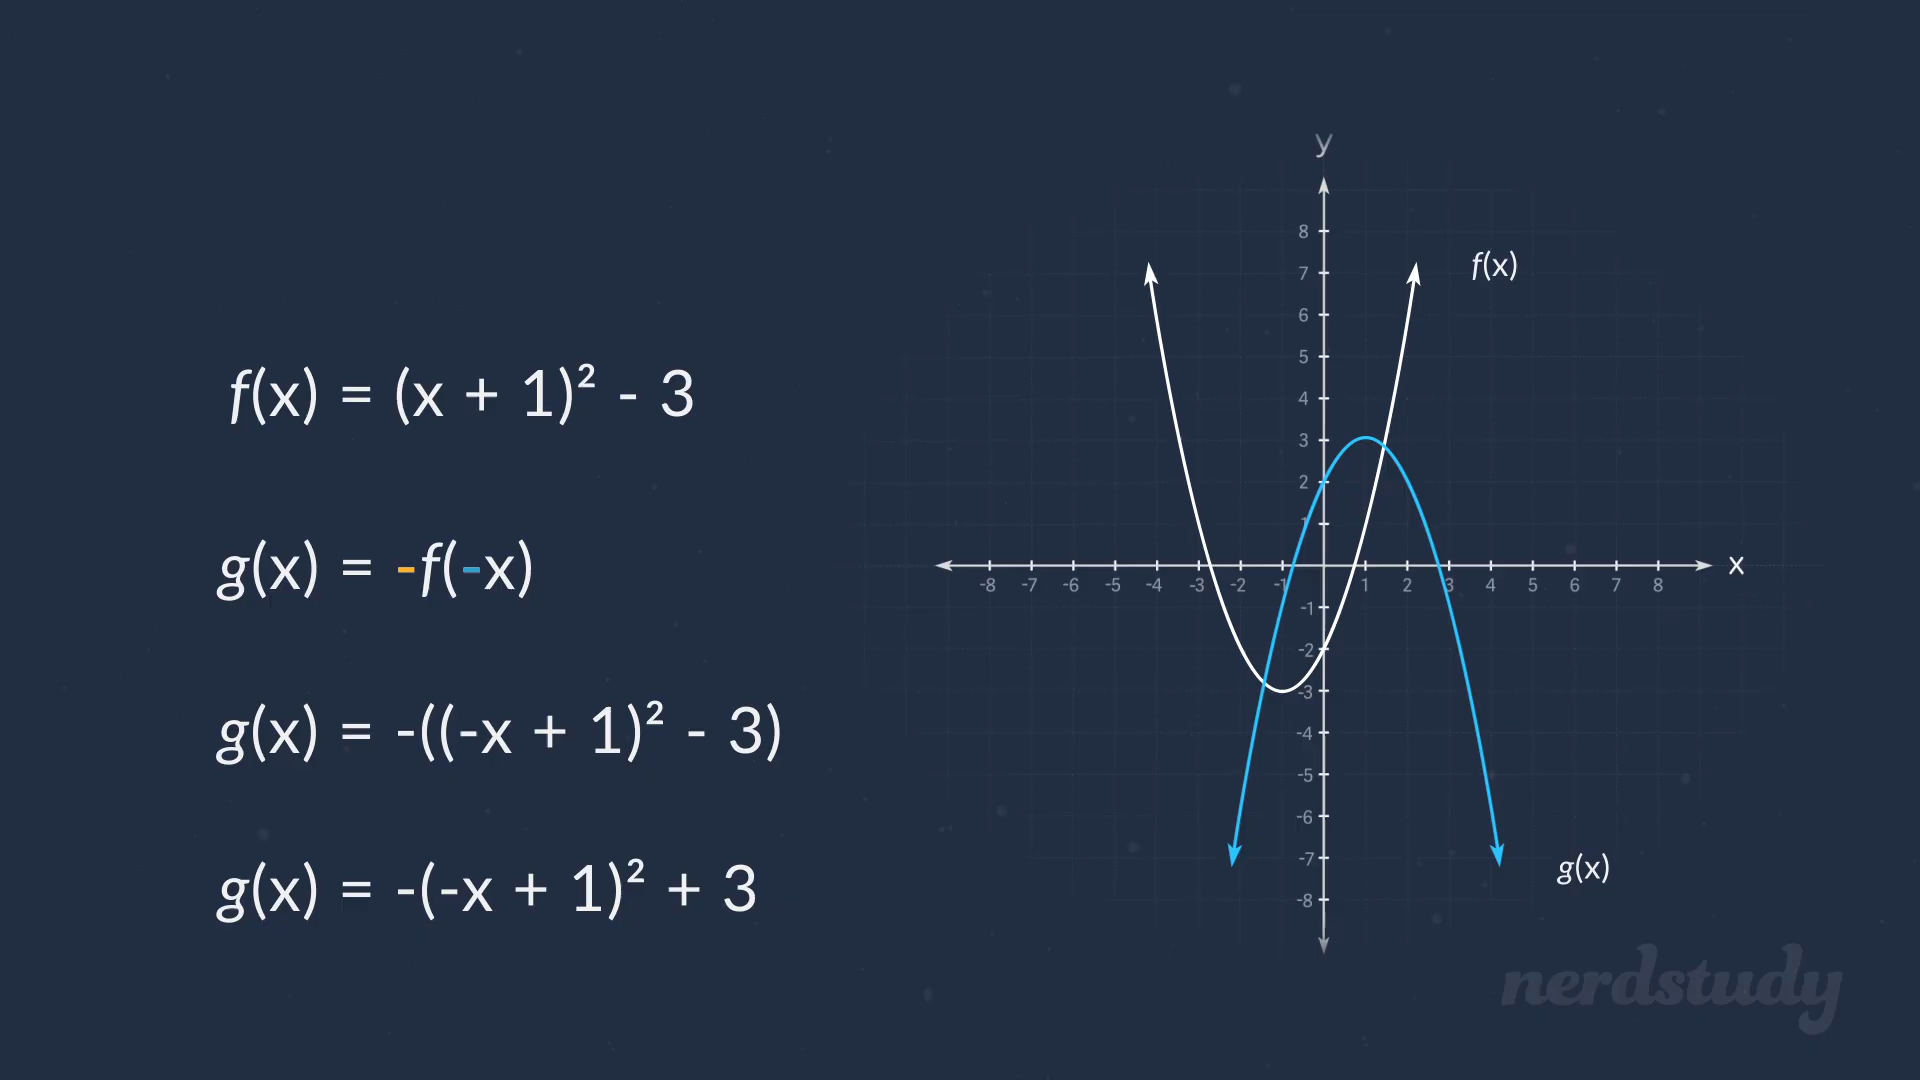 f(x) = (x + 1)² - 3
g(x) = -f(-x)
g(x) = -((-x + 1)² - 3)
g(x) = -(-x + 1)² + 3
y
8
7
f(x)
6
5
4
3
2
1
x
-8 -7 -6 -5 -4 -3 -2 -1 1 2 3 4 5 6 7 8
-1
-2
-3
-4
-5
-6
-7
g(x)
-8
nerdstudy